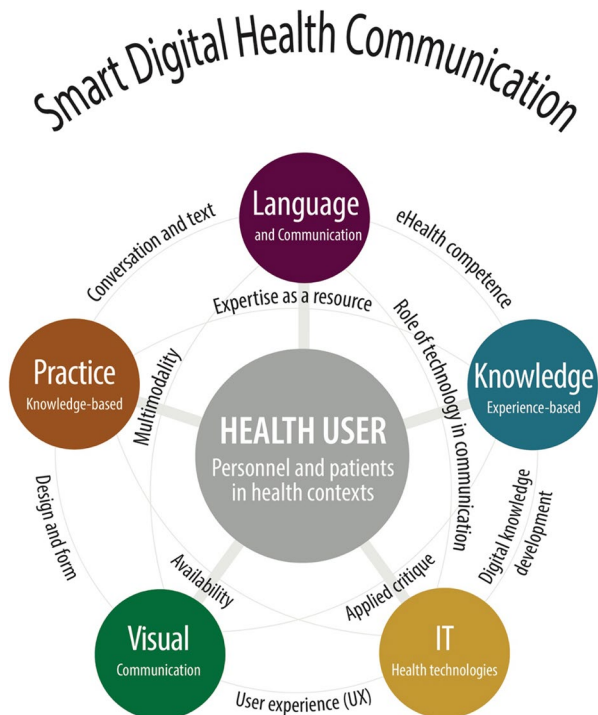 Smart Digital Health Communication
Language
and Communication
Conversation and text
eHealth competence
Expertise as a resource
Practice
Knowledge-based
Multimodality
Role of technology in communication
Knowledge
Experience-based
HEALTH USER
Personnel and patients
in health contexts
Design and form
Digital knowledge
development
Availability
Applied critique
Visual
Communication
IT
Health technologies
User experience (UX)